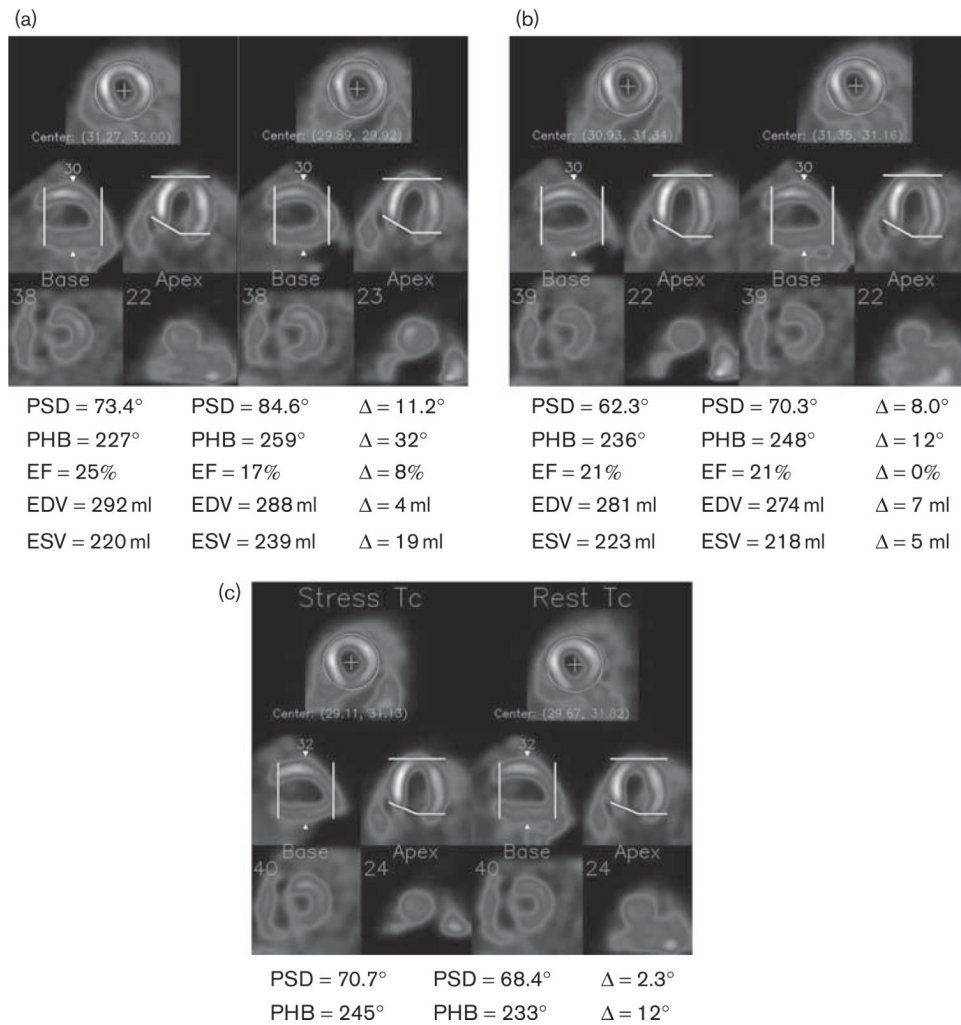 (a)
Center: (31.27, 32.00)
Center: (29.89, 29.92)
30
30
Base
Apex
Base
Apex
38
22
38
23
PSD = 73.4° PSD = 84.6° Δ = 11.2°
PHB = 227° PHB = 259° Δ = 32°
EF = 25% EF = 17% Δ = 8%
EDV = 292 ml EDV = 288 ml Δ = 4 ml
ESV = 220 ml ESV = 239 ml Δ = 19 ml
(b)
Center: (30.93, 31.34)
Center: (31.35, 31.16)
30
30
Base
Apex
Base
Apex
39
22
39
22
PSD = 62.3° PSD = 70.3° Δ = 8.0°
PHB = 236° PHB = 248° Δ = 12°
EF = 21% EF = 21% Δ = 0%
EDV = 281 ml EDV = 274 ml Δ = 7 ml
ESV = 223 ml ESV = 218 ml Δ = 5 ml
(c)
Stress Tc Rest Tc
Center: (29.11, 31.13)
Center: (29.67, 31.82)
32
32
Base
Apex
Base
Apex
40
24
40
24
PSD = 70.7° PSD = 68.4° Δ = 2.3°
PHB = 245° PHB = 233° Δ = 12°